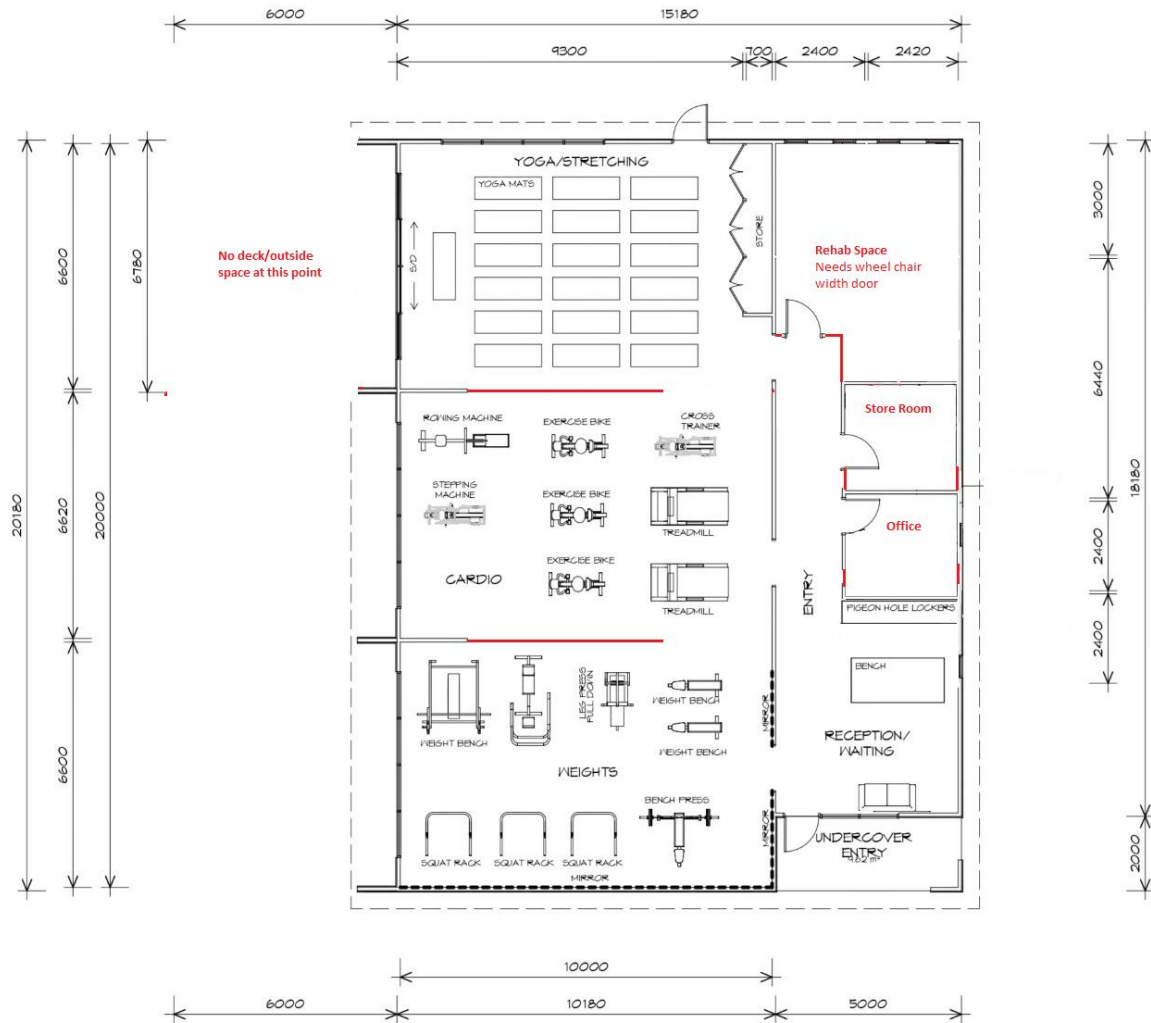 6000
15180
9300
700
2400
2420
YOGA/STRETCHING
YOGA MATS
S/D
STORE
No deck/outside
space at this point
Rehab Space
Needs wheel chair
width door
Store Room
Office
ROWING MACHINE
EXERCISE BIKE
CROSS
TRAINER
STEPPING
MACHINE
EXERCISE BIKE
TREADMILL
EXERCISE BIKE
CARDIO
TREADMILL
ENTRY
PIGEON HOLE LOCKERS
BENCH
WEIGHT BENCH
LEG PRESS
PULL DOWN
WEIGHT BENCH
WEIGHT BENCH
MIRROR
RECEPTION/
WAITING
WEIGHTS
BENCH PRESS
SQUAT RACK
SQUAT RACK
SQUAT RACK
MIRROR
MIRROR
UNDERCOVER
ENTRY
9.62 m²
20180
6600
6620
6600
20000
6780
3000
6440
2400
2400
18180
2000
10000
6000
10180
5000